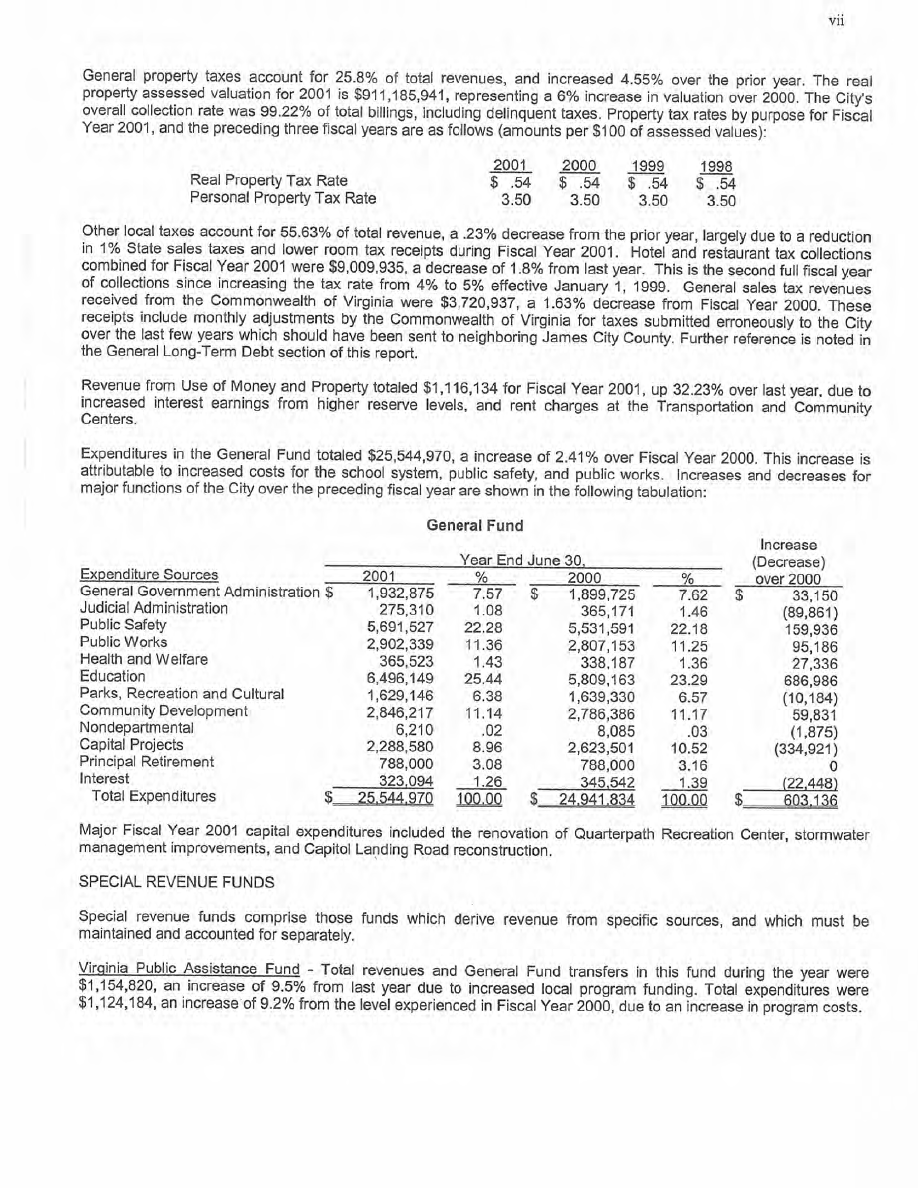 vii
General property taxes account for 25.8% of total revenues, and increased 4.55% over the prior year. The real
property assessed valuation for 2001 is $911,185,941, representing a 6% increase in valuation over 2000. The City's
overall collection rate was 99.22% of total billings, including delinquent taxes. Property tax rates by purpose for Fiscal
Year 2001, and the preceding three fiscal years are as follows (amounts per $100 of assessed values):
2001 2000 1999 1998
Real Property Tax Rate $ .54 $ .54 $ .54 $ .54
Personal Property Tax Rate 3.50 3.50 3.50 3.50
Other local taxes account for 55.63% of total revenue, a .23% decrease from the prior year, largely due to a reduction
in 1% State sales taxes and lower room tax receipts during Fiscal Year 2001. Hotel and restaurant tax collections
combined for Fiscal Year 2001 were $9,009,935, a decrease of 1.8% from last year. This is the second full fiscal year
of collections since increasing the tax rate from 4% to 5% effective January 1, 1999. General sales tax revenues
received from the Commonwealth of Virginia were $3,720,937, a 1.63% decrease from Fiscal Year 2000. These
receipts include monthly adjustments by the Commonwealth of Virginia for taxes submitted erroneously to the City
over the last few years which should have been sent to neighboring James City County. Further reference is noted in
the General Long-Term Debt section of this report.
Revenue from Use of Money and Property totaled $1,116,134 for Fiscal Year 2001, up 32.23% over last year, due to
increased interest earnings from higher reserve levels, and rent charges at the Transportation and Community
Centers.
Expenditures in the General Fund totaled $25,544,970, a increase of 2.41% over Fiscal Year 2000. This increase is
attributable to increased costs for the school system, public safety, and public works. Increases and decreases for
major functions of the City over the preceding fiscal year are shown in the following tabulation:
General Fund
Increase
Year End June 30, (Decrease)
Expenditure Sources 2001 % 2000 % over 2000
General Government Administration $ 1,932,875 7.57 $ 1,899,725 7.62 $ 33,150
Judicial Administration 275,310 1.08 365,171 1.46 (89,861)
Public Safety 5,691,527 22.28 5,531,591 22.18 159,936
Public Works 2,902,339 11.36 2,807,153 11.25 95,186
Health and Welfare 365,523 1.43 338,187 1.36 27,336
Education 6,496,149 25.44 5,809,163 23.29 686,986
Parks, Recreation and Cultural 1,629,146 6.38 1,639,330 6.57 (10,184)
Community Development 2,846,217 11.14 2,786,386 11.17 59,831
Nondepartmental 6,210 .02 8,085 .03 (1,875)
Capital Projects 2,288,580 8.96 2,623,501 10.52 (334,921)
Principal Retirement 788,000 3.08 788,000 3.16 0
Interest 323,094 1.26 345,542 1.39 (22,448)
Total Expenditures $ 25,544,970 100.00 $ 24,941,834 100.00 $ 603,136
Major Fiscal Year 2001 capital expenditures included the renovation of Quarterpath Recreation Center, stormwater
management improvements, and Capitol Landing Road reconstruction.
SPECIAL REVENUE FUNDS
Special revenue funds comprise those funds which derive revenue from specific sources, and which must be
maintained and accounted for separately.
Virginia Public Assistance Fund - Total revenues and General Fund transfers in this fund during the year were
$1,154,820, an increase of 9.5% from last year due to increased local program funding. Total expenditures were
$1,124,184, an increase of 9.2% from the level experienced in Fiscal Year 2000, due to an increase in program costs.